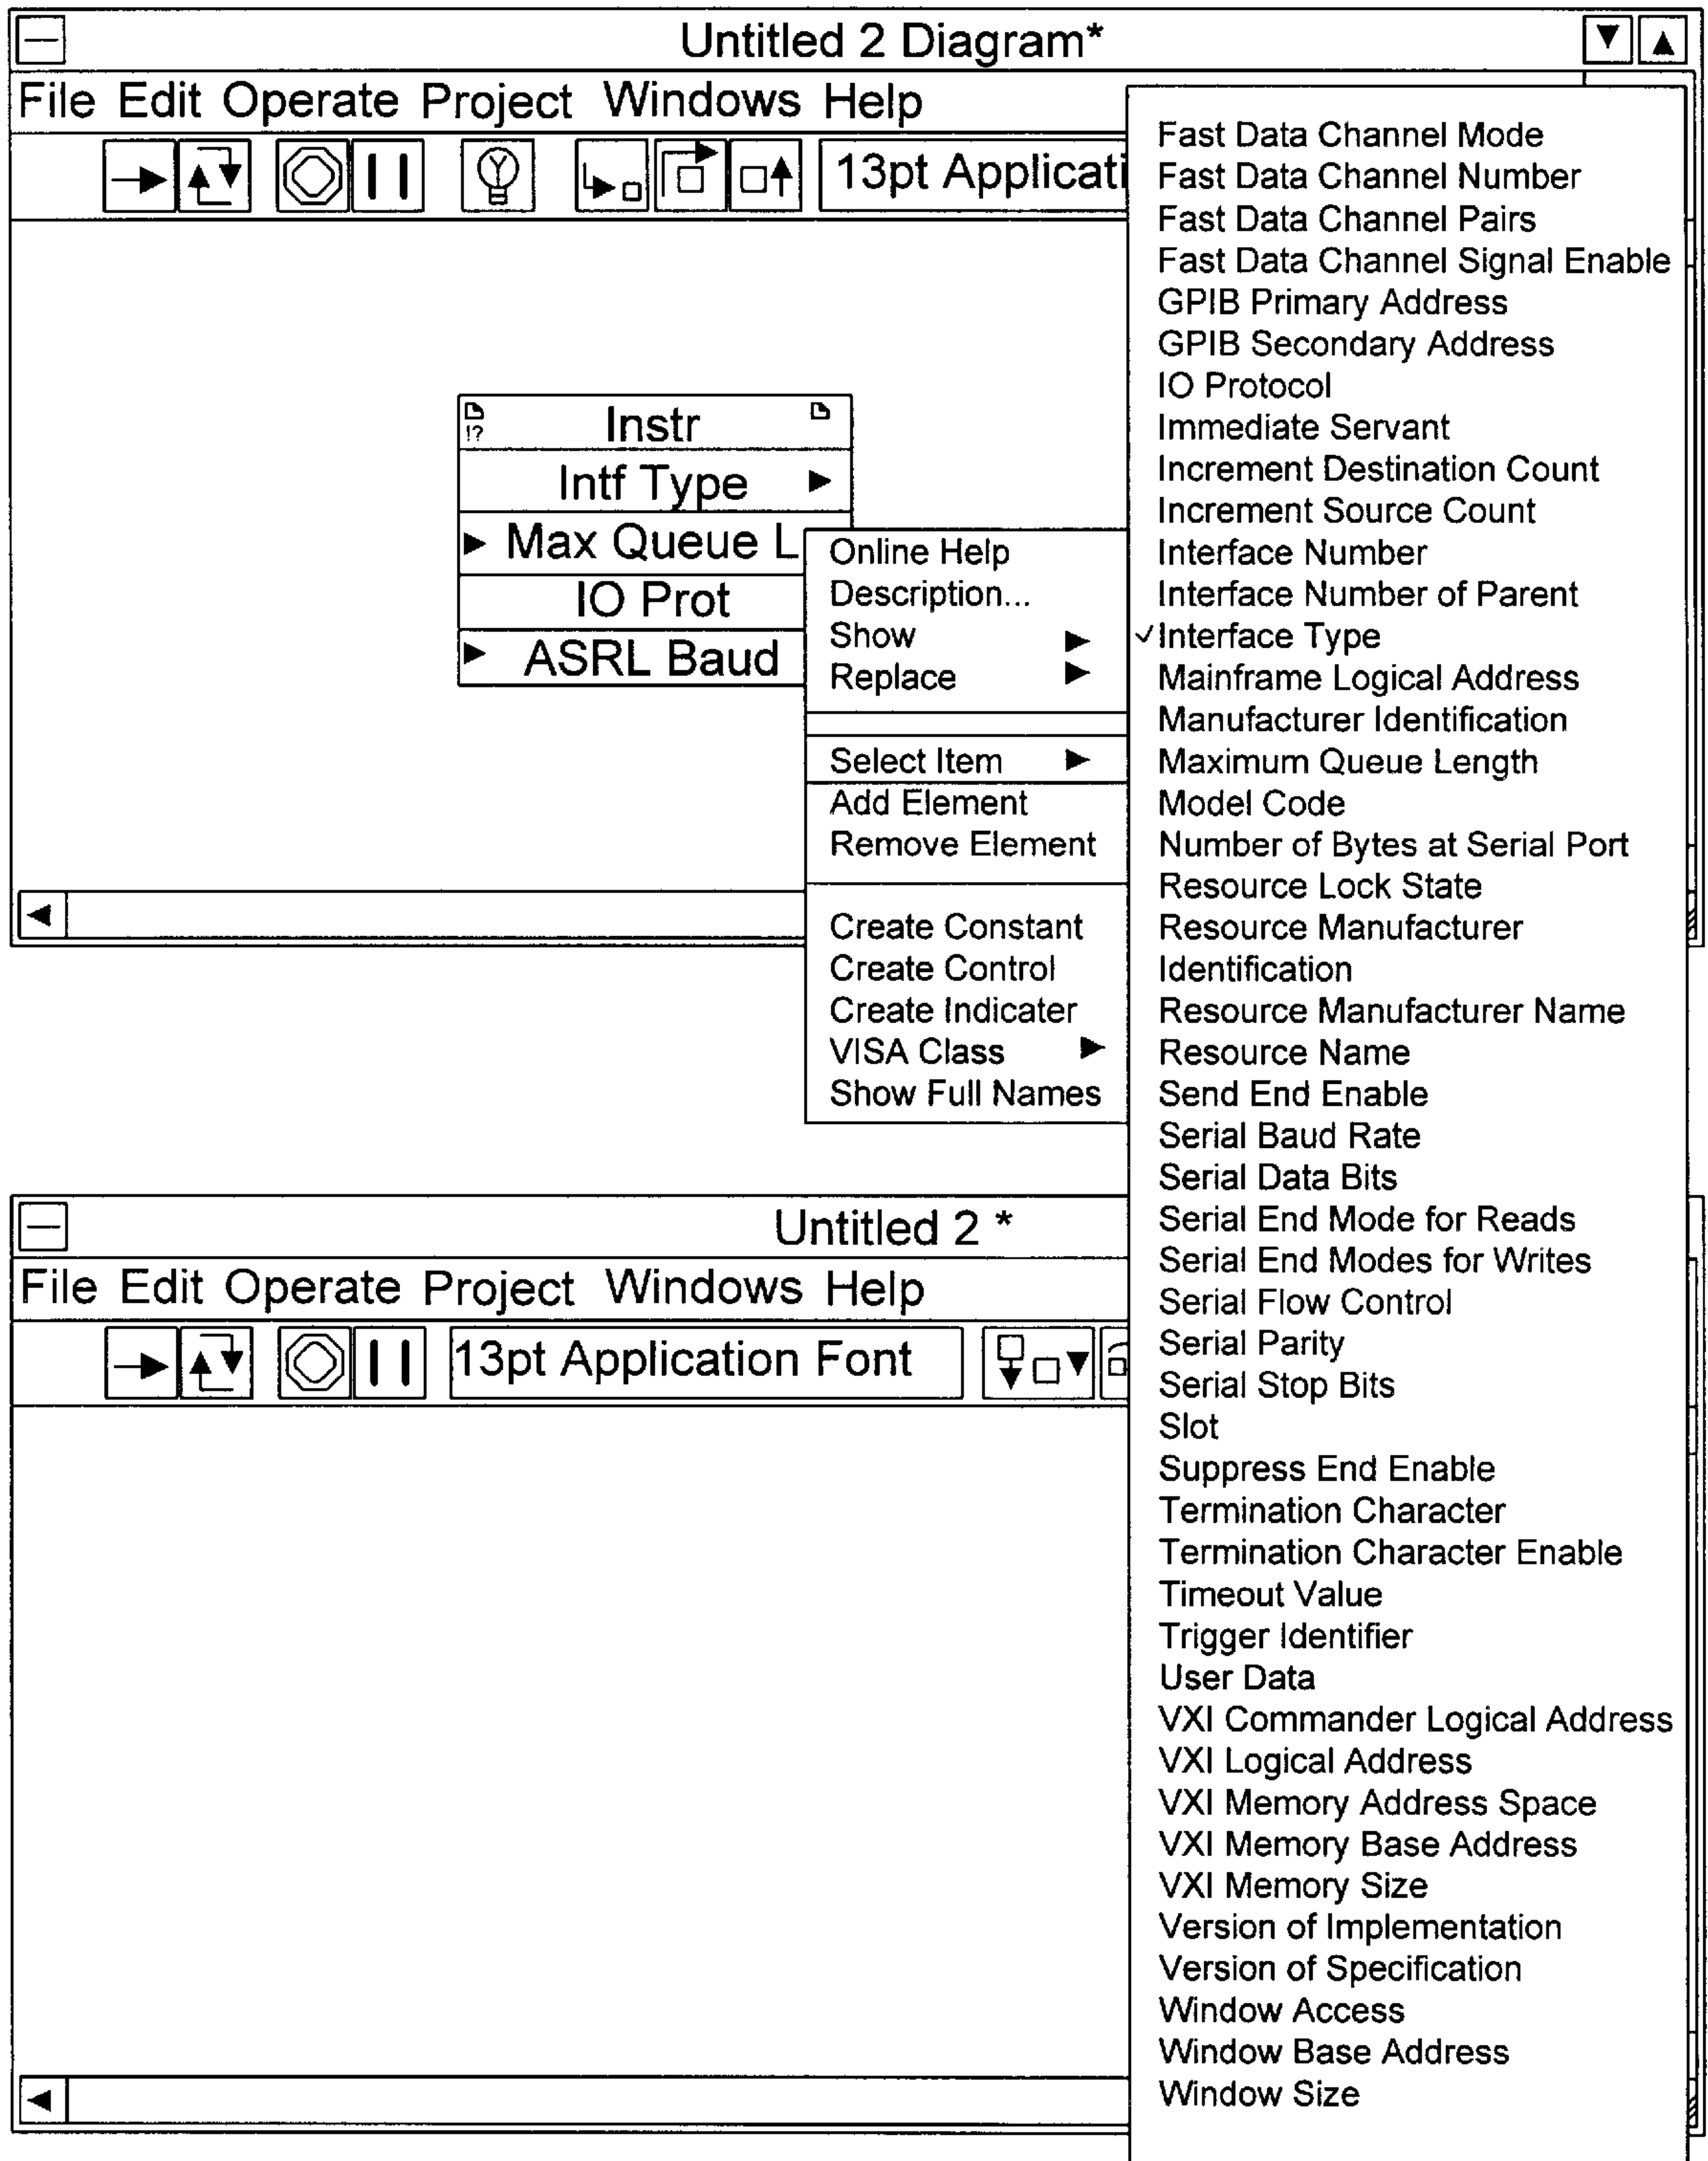 Untitled 2 Diagram*
File Edit Operate Project Windows Help
13pt Applicati
Instr
!?
Intf Type
Max Queue L
IO Prot
ASRL Baud
Online Help
Description...
Show
Replace
Select Item
Add Element
Remove Element
Create Constant
Create Control
Create Indicater
VISA Class
Show Full Names
Fast Data Channel Mode
Fast Data Channel Number
Fast Data Channel Pairs
Fast Data Channel Signal Enable
GPIB Primary Address
GPIB Secondary Address
IO Protocol
Immediate Servant
Increment Destination Count
Increment Source Count
Interface Number
Interface Number of Parent
✓Interface Type
Mainframe Logical Address
Manufacturer Identification
Maximum Queue Length
Model Code
Number of Bytes at Serial Port
Resource Lock State
Resource Manufacturer
Identification
Resource Manufacturer Name
Resource Name
Send End Enable
Serial Baud Rate
Serial Data Bits
Serial End Mode for Reads
Serial End Modes for Writes
Serial Flow Control
Serial Parity
Serial Stop Bits
Slot
Suppress End Enable
Termination Character
Termination Character Enable
Timeout Value
Trigger Identifier
User Data
VXI Commander Logical Address
VXI Logical Address
VXI Memory Address Space
VXI Memory Base Address
VXI Memory Size
Version of Implementation
Version of Specification
Window Access
Window Base Address
Window Size
Untitled 2 *
File Edit Operate Project Windows Help
13pt Application Font